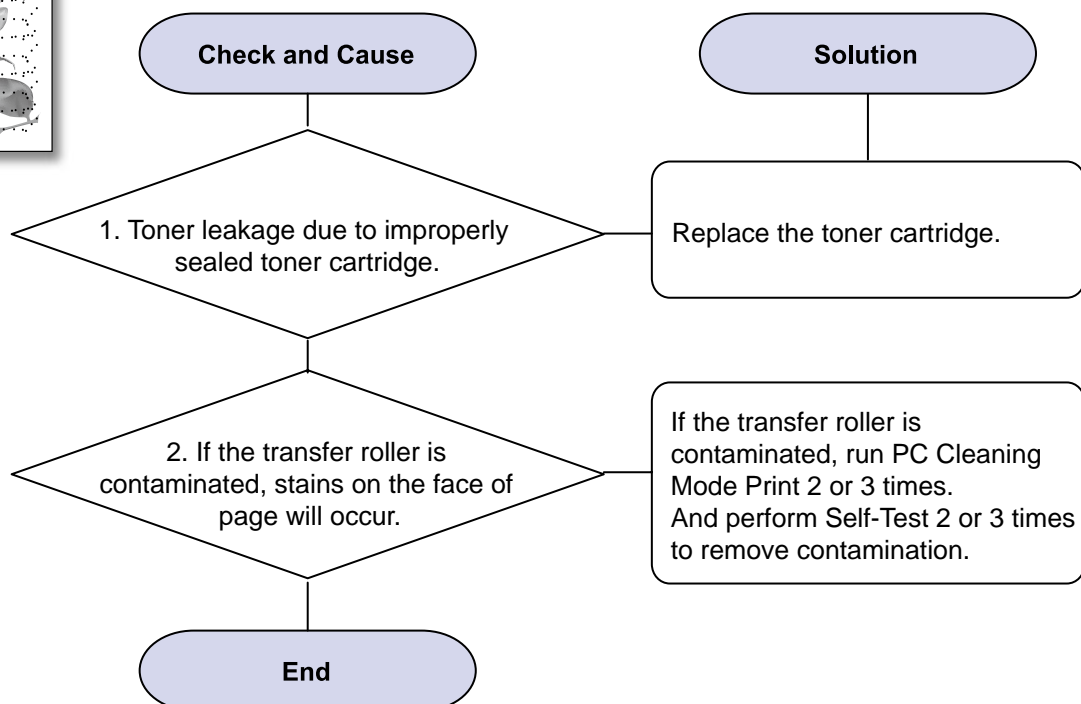 Check and Cause
Solution
1. Toner leakage due to improperly
sealed toner cartridge.
Replace the toner cartridge.
2. If the transfer roller is
contaminated, stains on the face of
page will occur.
If the transfer roller is
contaminated, run PC Cleaning
Mode Print 2 or 3 times.
And perform Self-Test 2 or 3 times
to remove contamination.
End